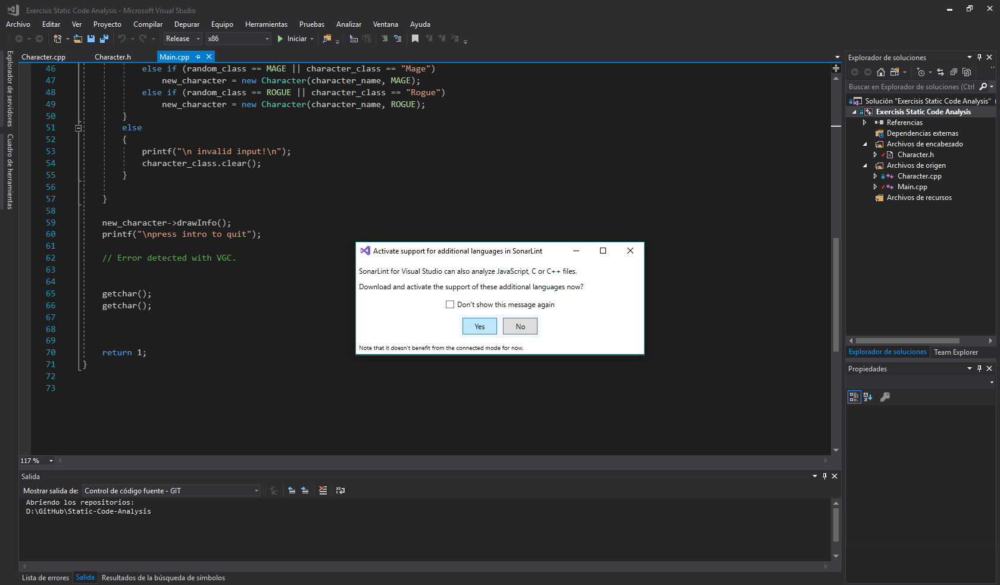 Exercisis Static Code Analysis - Microsoft Visual Studio
Archivo Editar Ver Proyecto Compilar Depurar Equipo Herramientas Pruebas Analizar Ventana Ayuda
Release x86 Iniciar
Explorador de servidores
Cuadro de herramientas
Character.cpp Character.h Main.cpp
46 else if (random_class == MAGE || character_class == "Mage")
47 new_character = new Character(character_name, MAGE);
48 else if (random_class == ROGUE || character_class == "Rogue")
49 new_character = new Character(character_name, ROGUE);
50 }
51 else
52 {
53 printf("\n invalid input!\n");
54 character_class.clear();
55 }
56
57 }
58
59 new_character->drawInfo();
60 printf("\npress intro to quit");
61
62 // Error detected with VGC.
63
64
65 getchar();
66 getchar();
67
68
69
70 return 1;
71 }
72
73
117 %
Activate support for additional languages in SonarLint
SonarLint for Visual Studio can also analyze JavaScript, C or C++ files.
Download and activate the support of these additional languages now?
Don't show this message again
Yes No
Note that it doesn't benefit from the connected mode for now.
Salida
Mostrar salida de: Control de código fuente - GIT
Abriendo los repositorios:
D:\GitHub\Static-Code-Analysis
Lista de errores Salida Resultados de la búsqueda de símbolos
Explorador de soluciones
Buscar en Explorador de soluciones (Ctrl
Solución "Exercisis Static Code Analysis" (
Exercisis Static Code Analysis
Referencias
Dependencias externas
Archivos de encabezado
Character.h
Archivos de origen
Character.cpp
Main.cpp
Archivos de recursos
Explorador de soluciones Team Explorer
Propiedades